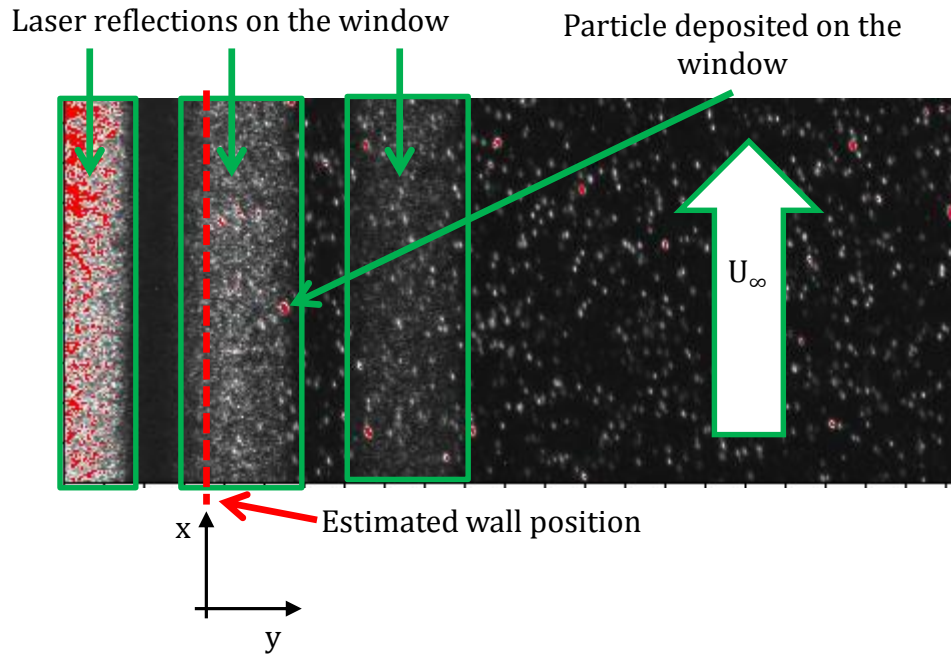 Laser reflections on the window
Particle deposited on the
window
U∞
Estimated wall position
x
y